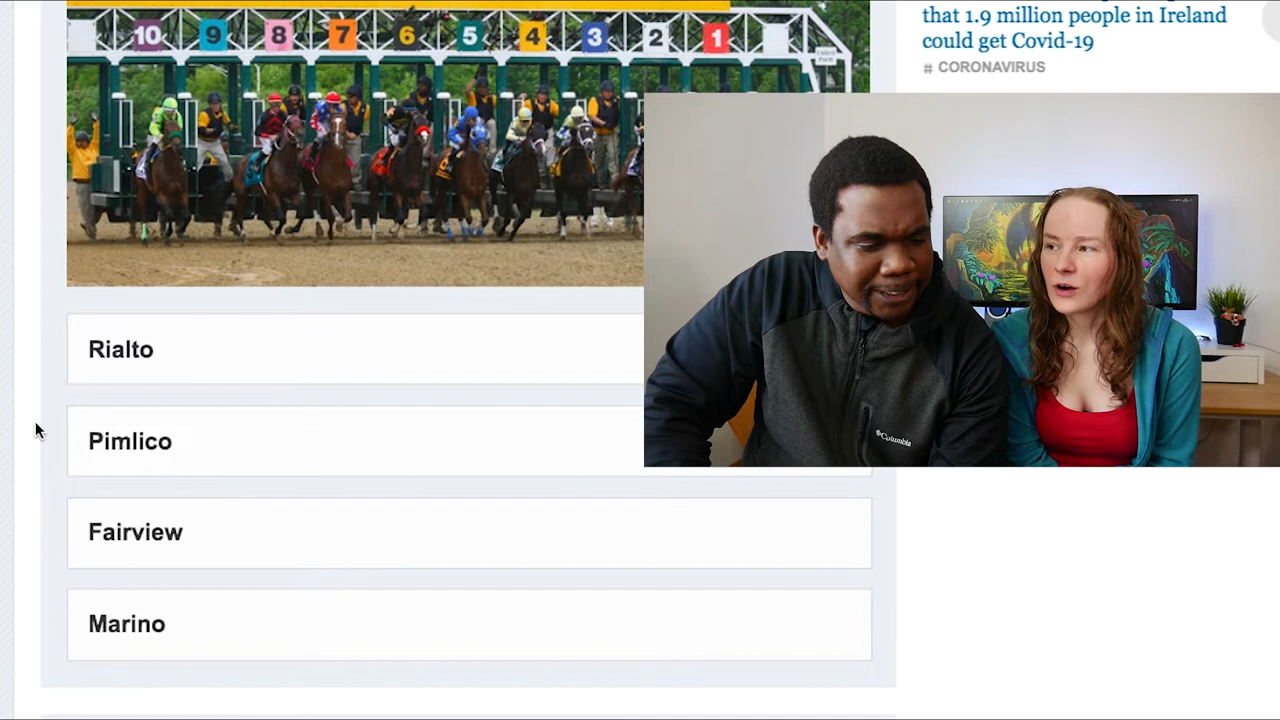 10 9 8 7 6 5 4 3 2 1
that 1.9 million people in Ireland
could get Covid-19
# CORONAVIRUS
Columbia
Rialto
Pimlico
Fairview
Marino